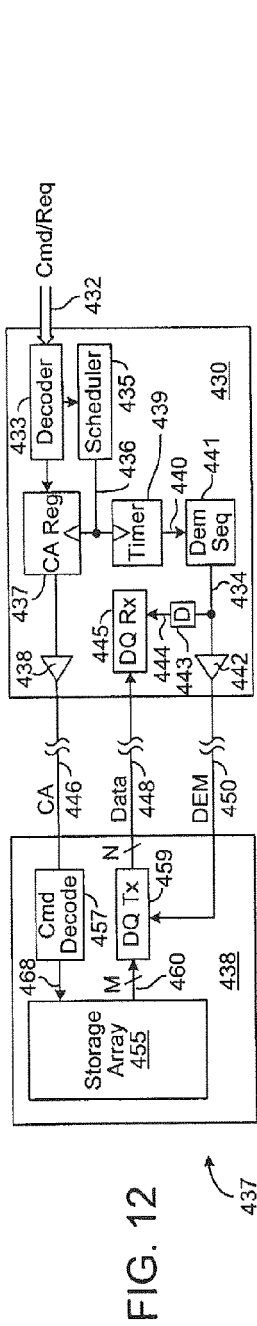 Cmd/Req
432
433
Decoder
Scheduler
435
430
437
CA Reg
436
Timer
439
440
441
Dem
Seq
445
DQ Rx
444
D
443
434
438
442
CA
446
Data
448
DEM
450
468
Cmd
Decode
457
N
DQ Tx
459
M
460
438
Storage
Array
455
437
FIG. 12